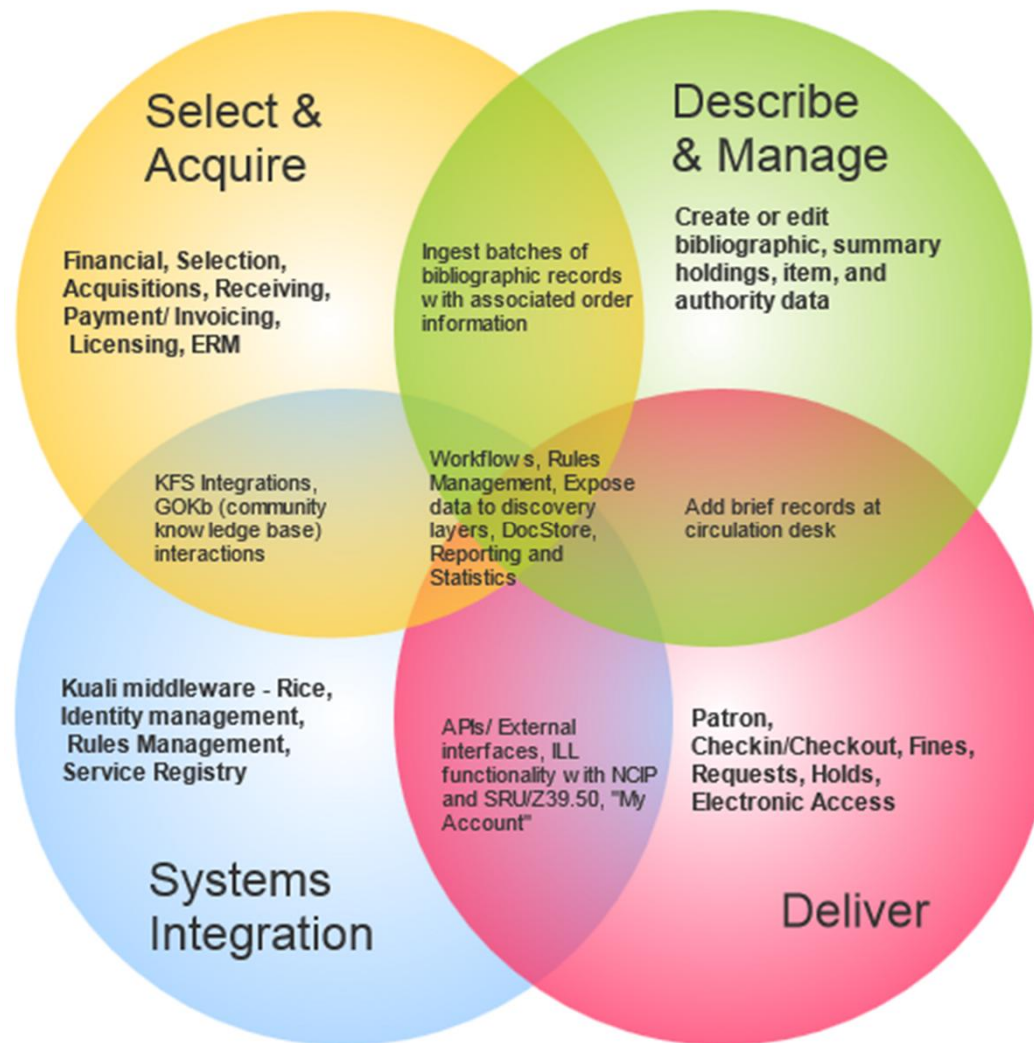 Select &
Acquire
Financial, Selection,
Acquisitions, Receiving,
Payment/ Invoicing,
Licensing, ERM
Describe
& Manage
Create or edit
bibliographic, summary
holdings, item, and
authority data
Ingest batches of
bibliographic records
with associated order
information
KFS Integrations,
GOKb (community
knowledge base)
interactions
Workflows, Rules
Management, Expose
data to discovery
layers, DocStore,
Reporting and
Statistics
Add brief records at
circulation desk
Kuali middleware - Rice,
Identity management,
Rules Management,
Service Registry
Systems
Integration
APIs/ External
interfaces, ILL
functionality with NCIP
and SRU/Z39.50, "My
Account"
Patron,
Checkin/Checkout, Fines,
Requests, Holds,
Electronic Access
Deliver